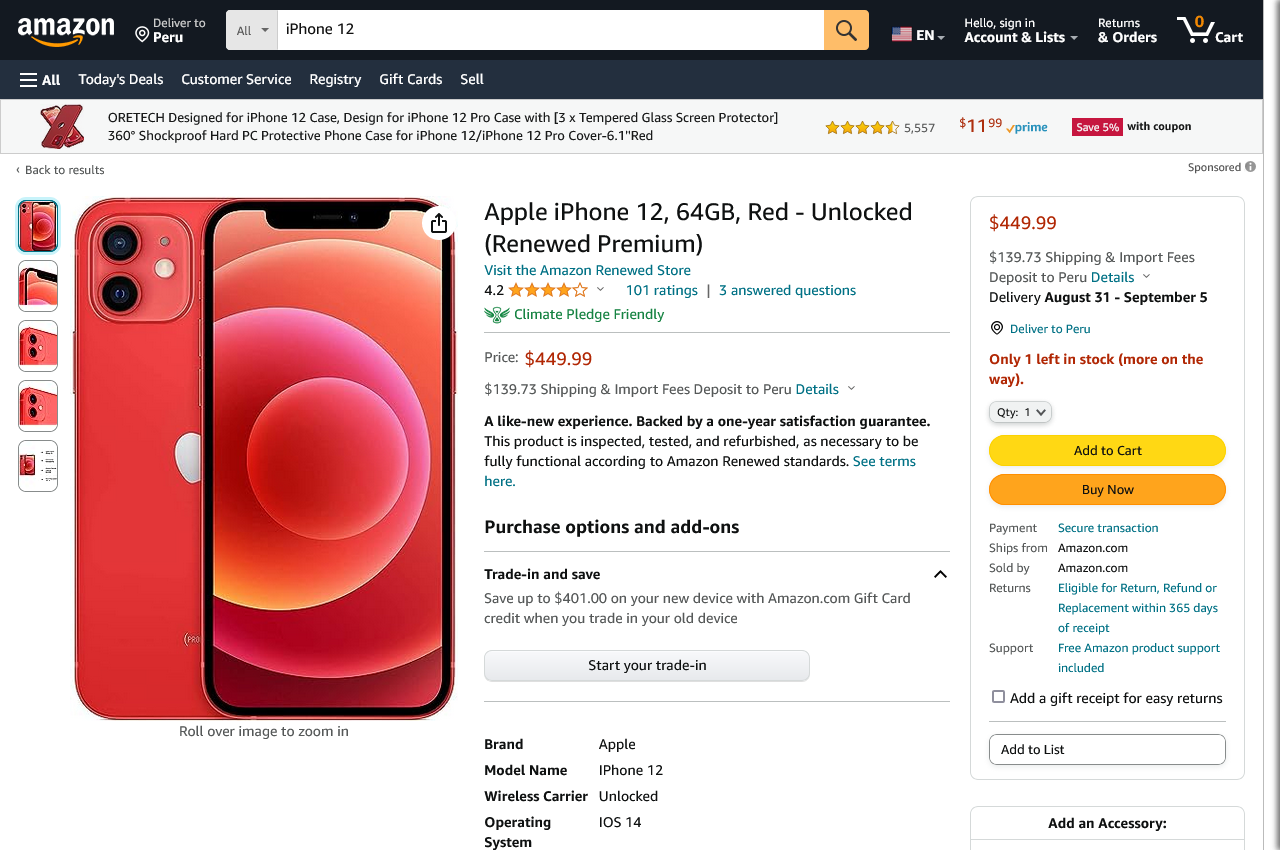 amazon
Deliver to
Peru
All
iPhone 12
EN
Hello, sign in
Account & Lists
Returns
& Orders
0
Cart
All
Today's Deals
Customer Service
Registry
Gift Cards
Sell
ORETECH Designed for iPhone 12 Case, Design for iPhone 12 Pro Case with [3 x Tempered Glass Screen Protector]
360° Shockproof Hard PC Protective Phone Case for iPhone 12/iPhone 12 Pro Cover-6.1"Red
5,557
$11 99
prime
Save 5% with coupon
‹ Back to results
Sponsored
Apple iPhone 12, 64GB, Red - Unlocked
(Renewed Premium)
Visit the Amazon Renewed Store
4.2
101 ratings | 3 answered questions
Climate Pledge Friendly
Price: $449.99
$139.73 Shipping & Import Fees Deposit to Peru Details
A like-new experience. Backed by a one-year satisfaction guarantee.
This product is inspected, tested, and refurbished, as necessary to be
fully functional according to Amazon Renewed standards. See terms
here.
Purchase options and add-ons
Trade-in and save
Save up to $401.00 on your new device with Amazon.com Gift Card
credit when you trade in your old device
Start your trade-in
Brand Apple
Model Name IPhone 12
Wireless Carrier Unlocked
Operating IOS 14
System
(PRO
Roll over image to zoom in
$449.99
$139.73 Shipping & Import Fees
Deposit to Peru Details
Delivery August 31 - September 5
Deliver to Peru
Only 1 left in stock (more on the
way).
Qty: 1
Add to Cart
Buy Now
Payment Secure transaction
Ships from Amazon.com
Sold by Amazon.com
Returns Eligible for Return, Refund or
Replacement within 365 days
of receipt
Support Free Amazon product support
included
Add a gift receipt for easy returns
Add to List
Add an Accessory: